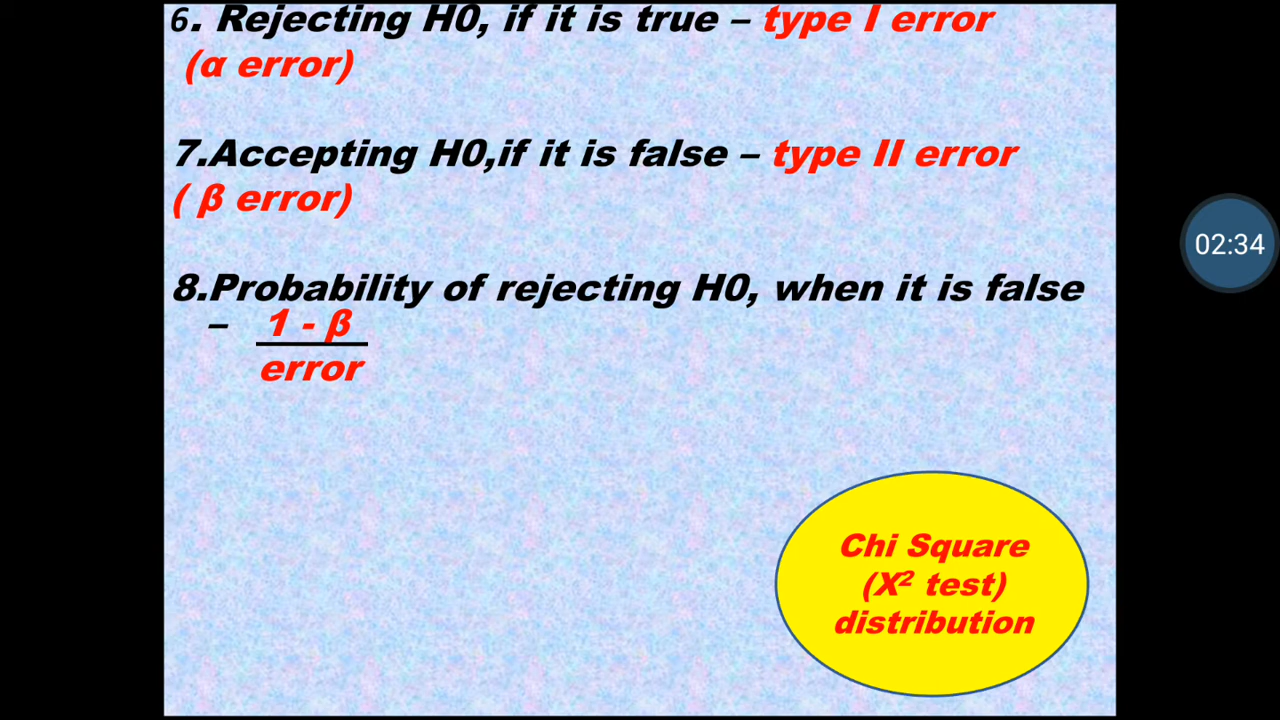 6. Rejecting H0, if it is true – type I error
(α error)
7.Accepting H0,if it is false – type II error
( β error)
8.Probability of rejecting H0, when it is false
– 1 - β
error
02:34
Chi Square
(X² test)
distribution